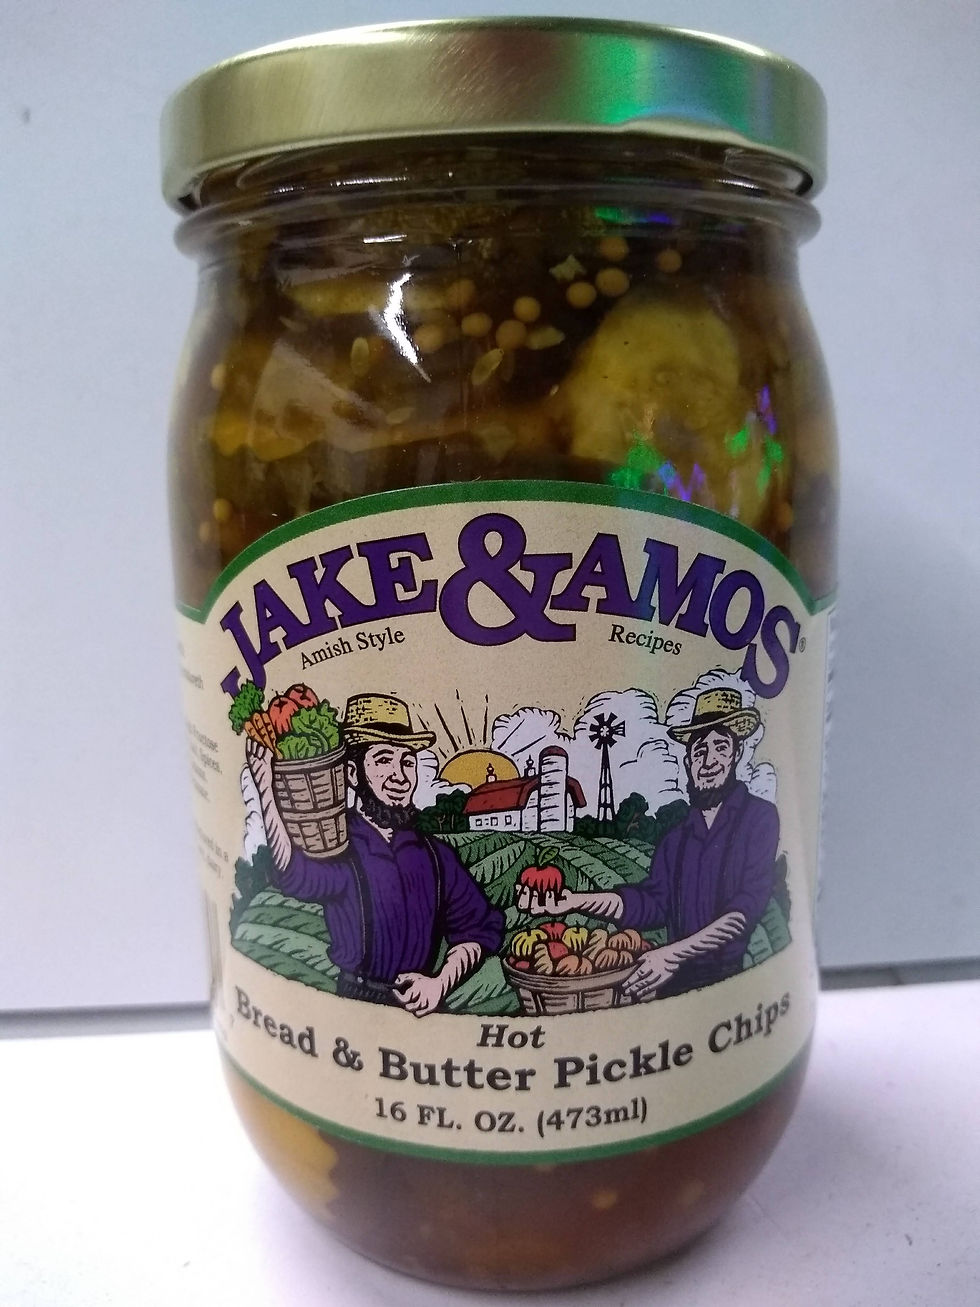 JAKE & AMOS®
Amish Style Recipes
Hot
Bread & Butter Pickle Chips
16 FL. OZ. (473ml)